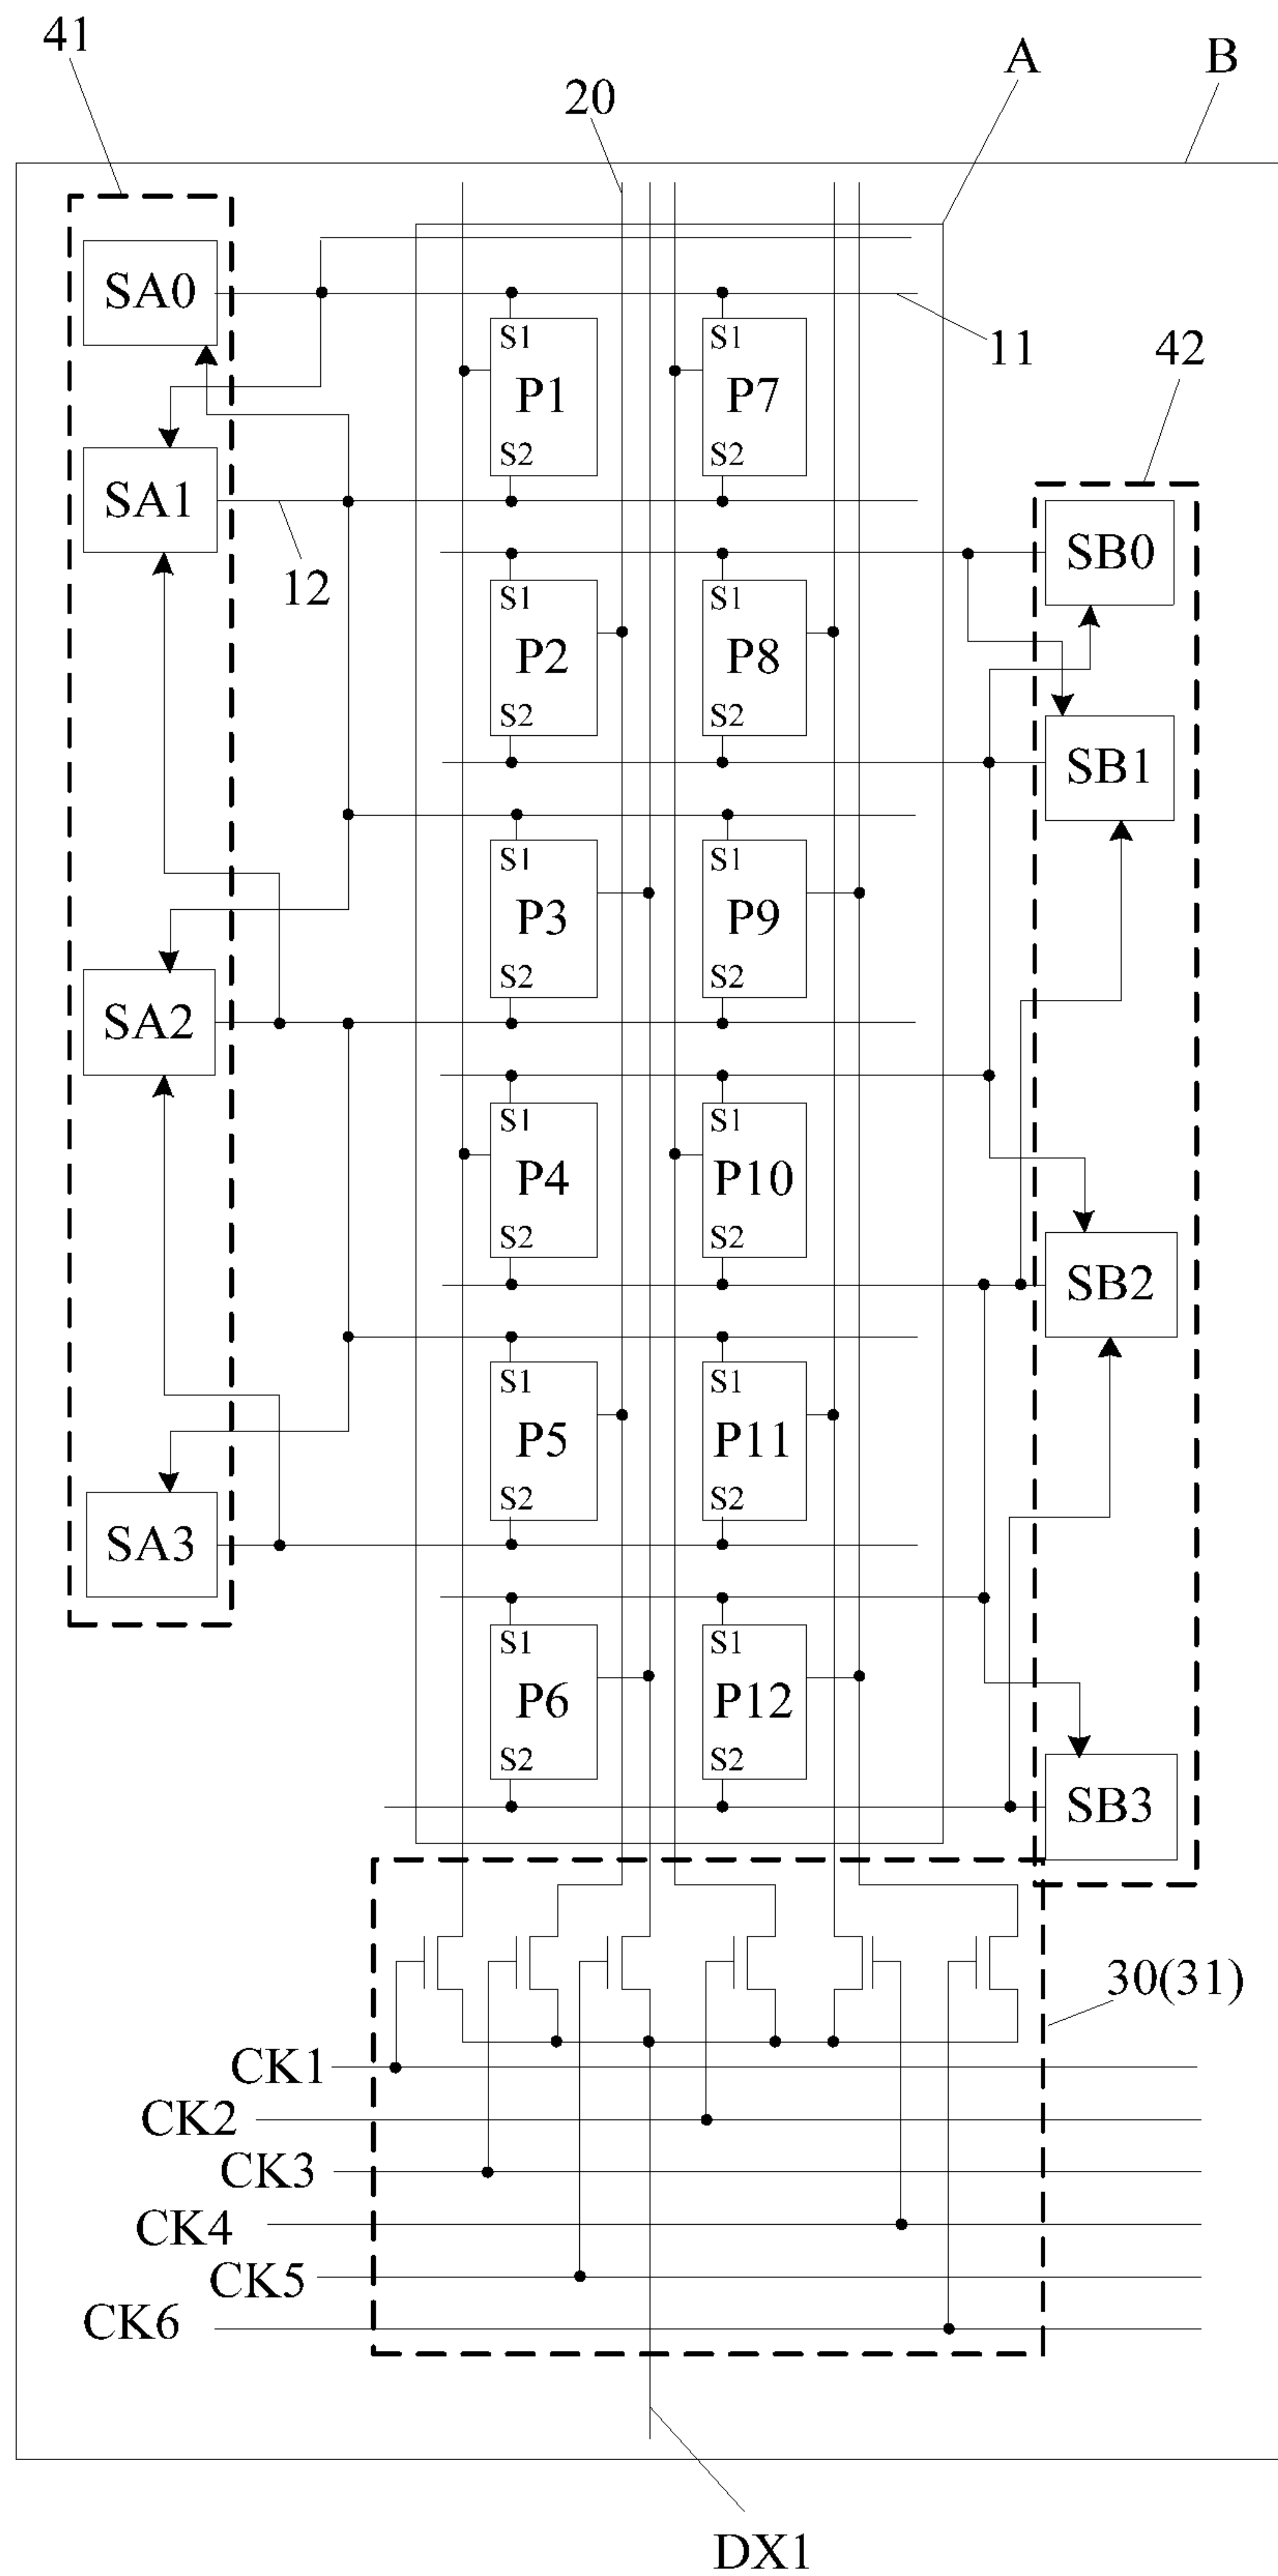 41
A
B
20
SA0
S1
P1
S2
S1
P7
S2
11
42
SA1
12
SB0
S1
P2
S2
S1
P8
S2
SB1
S1
P3
S2
S1
P9
S2
SA2
S1
P4
S2
S1
P10
S2
SB2
S1
P5
S2
S1
P11
S2
SA3
S1
P6
S2
S1
P12
S2
SB3
30(31)
CK1
CK2
CK3
CK4
CK5
CK6
DX1